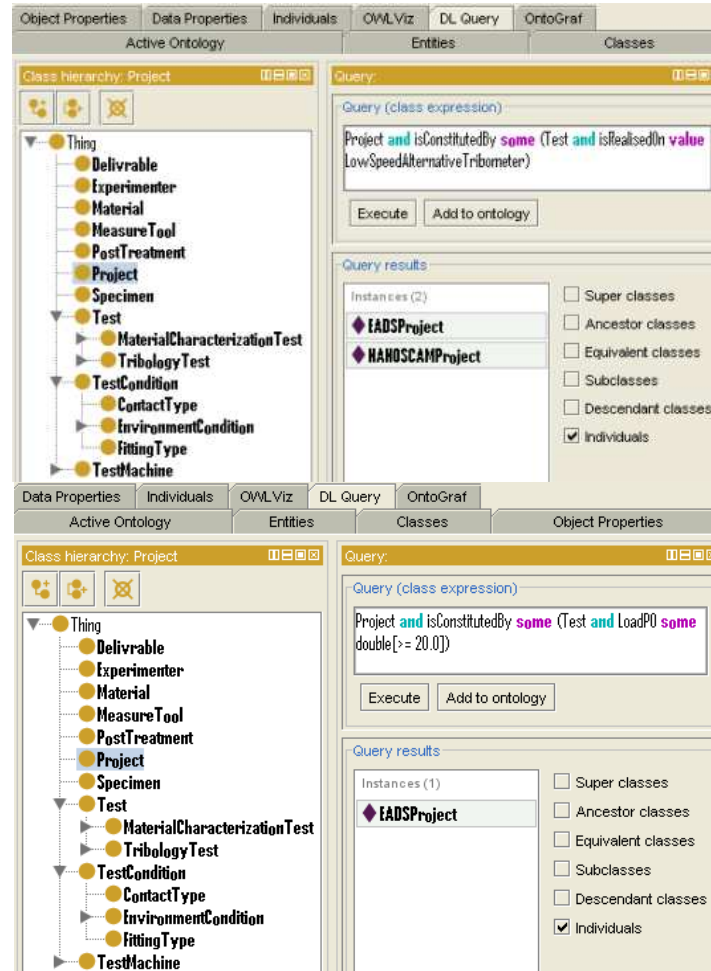 Object Properties Data Properties Individuals OWLViz DL Query OntoGraf
Active Ontology Entities Classes
Class hierarchy: Project
Thing
Delivrable
Experimenter
Material
MeasureTool
PostTreatment
Project
Specimen
Test
MaterialCharacterizationTest
TribologyTest
TestCondition
ContactType
EnvironmentCondition
FittingType
TestMachine
Query:
Query (class expression)
Project and isConstitutedBy some (Test and isRealisedOn value
LowSpeedAlternativeTribometer)
Execute Add to ontology
Query results
Instances (2)
EADSProject
HANOSCAMProject
Super classes
Ancestor classes
Equivalent classes
Subclasses
Descendant classes
Individuals
Data Properties Individuals OWLViz DL Query OntoGraf
Active Ontology Entities Classes Object Properties
Class hierarchy: Project
Thing
Delivrable
Experimenter
Material
MeasureTool
PostTreatment
Project
Specimen
Test
MaterialCharacterizationTest
TribologyTest
TestCondition
ContactType
EnvironmentCondition
FittingType
TestMachine
Query:
Query (class expression)
Project and isConstitutedBy some (Test and LoadP0 some
double[>= 20.0])
Execute Add to ontology
Query results
Instances (1)
EADSProject
Super classes
Ancestor classes
Equivalent classes
Subclasses
Descendant classes
Individuals